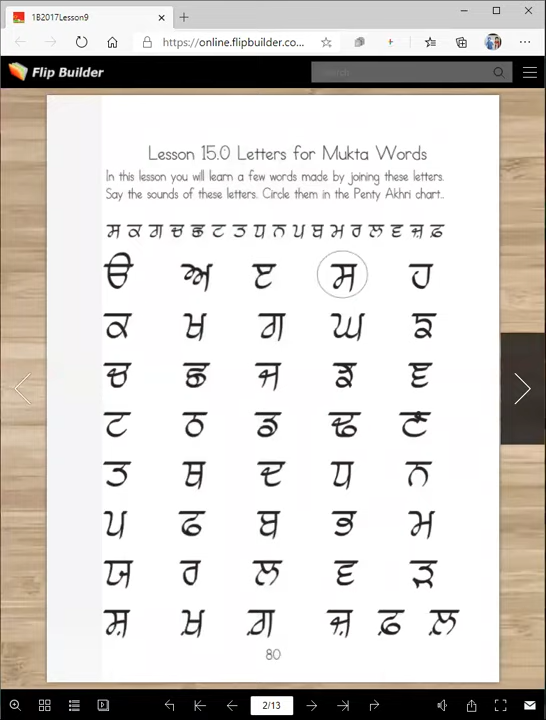 1B2017Lesson9
https://online.flipbuilder.co...
Flip Builder
Search
Lesson 15.0 Letters for Mukta Words
In this lesson you will learn a few words made by joining these letters.
Say the sounds of these letters. Circle them in the Penty Akhri chart..
ਸ ਕ ਗ ਚ ਛ ਟ ਤ ਧ ਨ ਪ ਬ ਮ ਰ ਲ ਵ ਜ਼ ਫ਼
ੳ ਅ ੲ ਸ ਹ
ਕ ਖ ਗ ਘ ਙ
ਚ ਛ ਜ ਝ ਞ
ਟ ਠ ਡ ਢ ਣ
ਤ ਥ ਦ ਧ ਨ
ਪ ਫ ਬ ਭ ਮ
ਯ ਰ ਲ ਵ ੜ
ਸ਼ ਖ਼ ਗ਼ ਜ਼ ਫ਼ ਲ਼
80
2/13